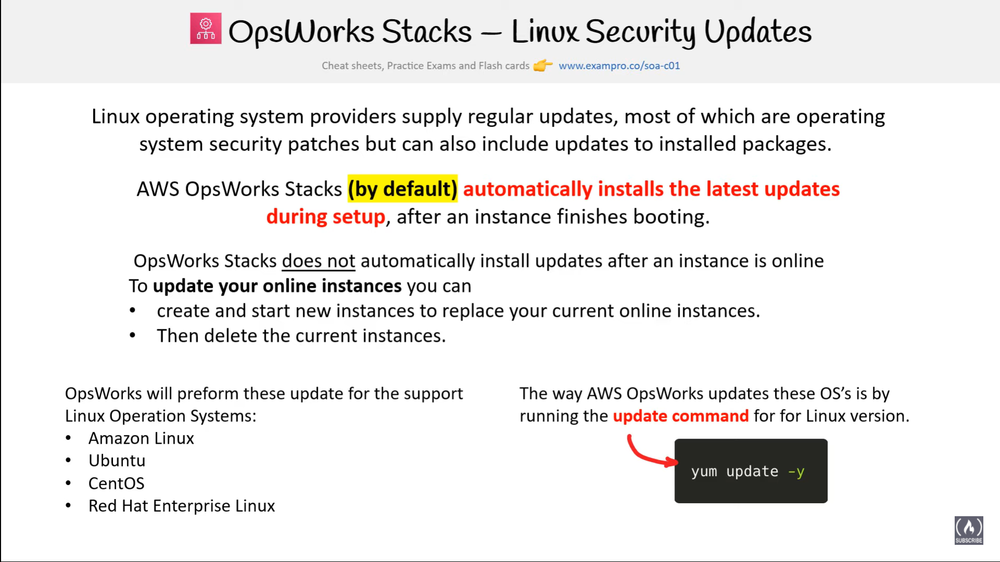 OpsWorks Stacks – Linux Security Updates
Cheat sheets, Practice Exams and Flash cards 👉 www.exampro.co/soa-c01
Linux operating system providers supply regular updates, most of which are operating
system security patches but can also include updates to installed packages.
AWS OpsWorks Stacks (by default) automatically installs the latest updates
during setup, after an instance finishes booting.
OpsWorks Stacks does not automatically install updates after an instance is online
To update your online instances you can
• create and start new instances to replace your current online instances.
• Then delete the current instances.
OpsWorks will preform these update for the support
Linux Operation Systems:
• Amazon Linux
• Ubuntu
• CentOS
• Red Hat Enterprise Linux
The way AWS OpsWorks updates these OS’s is by
running the update command for for Linux version.
yum update -y
SUBSCRIBE